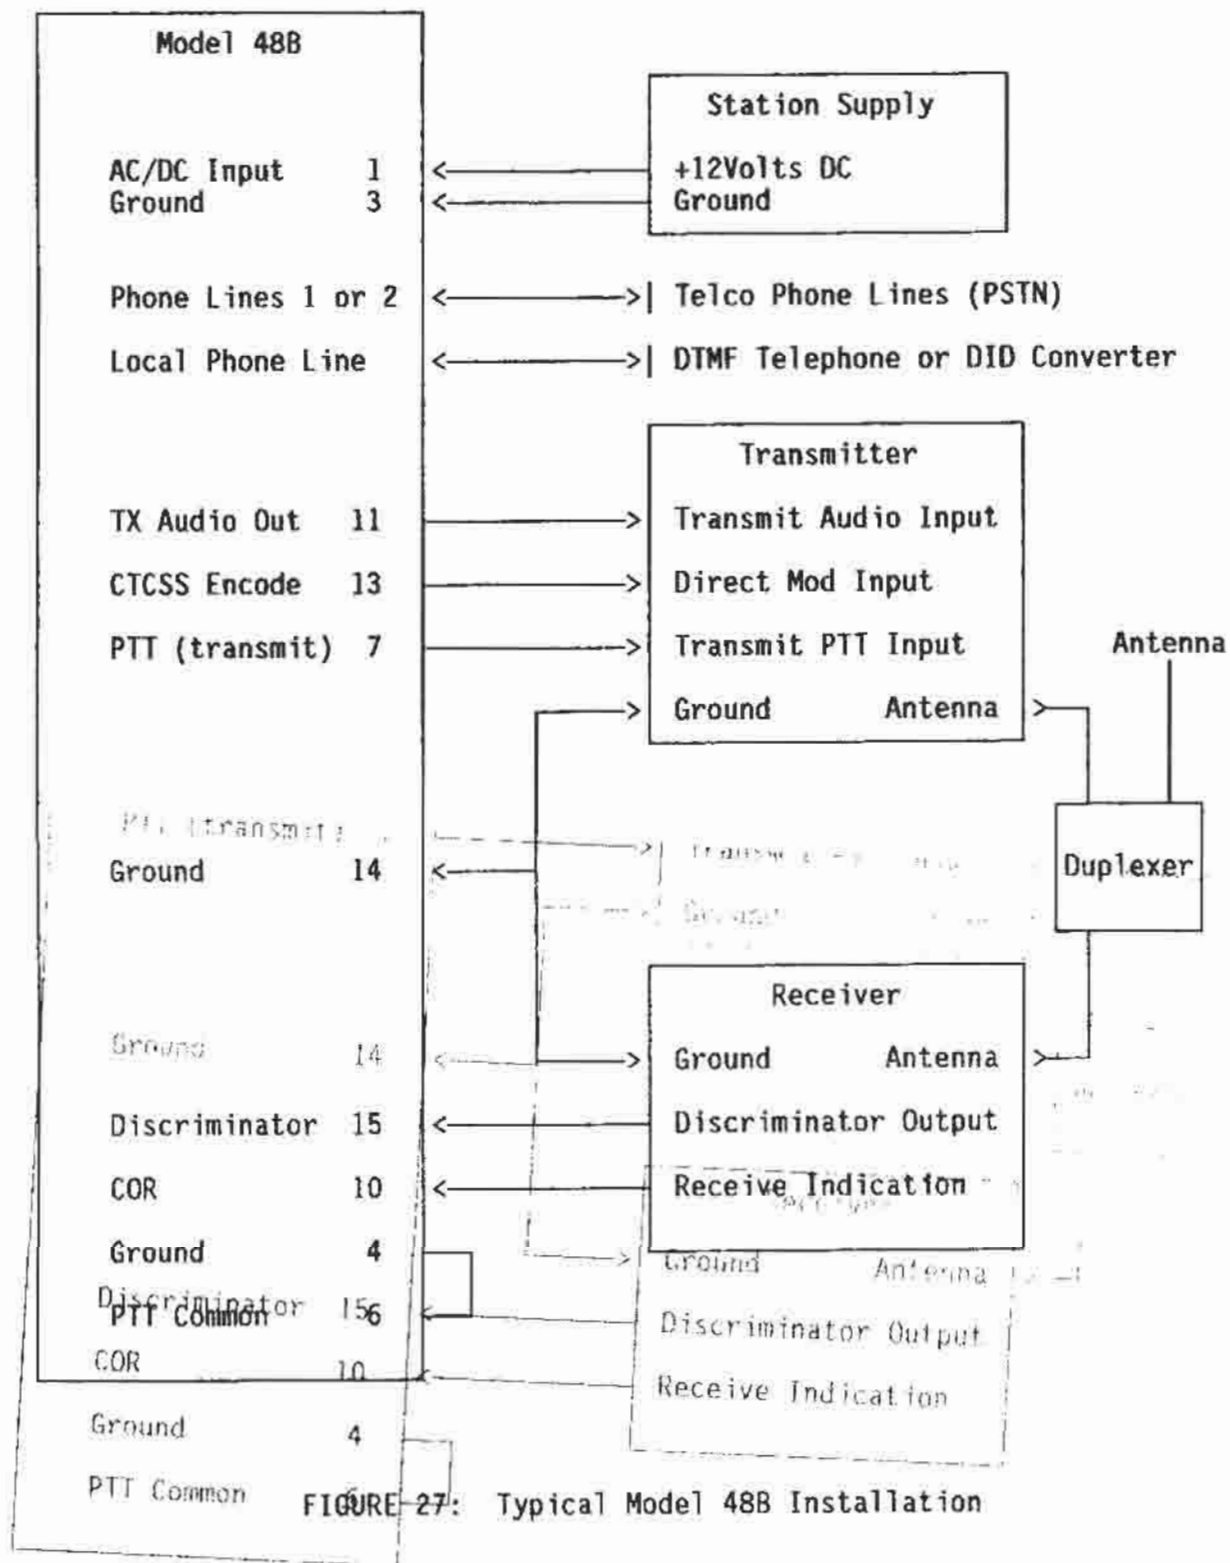 Model 48B
Station Supply
AC/DC Input 1 +12Volts DC
Ground 3 Ground
Phone Lines 1 or 2 Telco Phone Lines (PSTN)
Local Phone Line DTMF Telephone or DID Converter
Transmitter
TX Audio Out 11 Transmit Audio Input
CTCSS Encode 13 Direct Mod Input
PTT (transmit) 7 Transmit PTT Input
Antenna
Ground Antenna
PTT (transmit)
Ground 14
Duplexer
Ground
Receiver
Ground 14
Ground Antenna
Discriminator 15 Discriminator Output
COR 10 Receive Indication
Ground 4
Ground Antenna
Discriminator 15
PTT Common 6
Discriminator Output
COR 10
Receive Indication
Ground 4
PTT Common 6
FIGURE 27: Typical Model 48B Installation